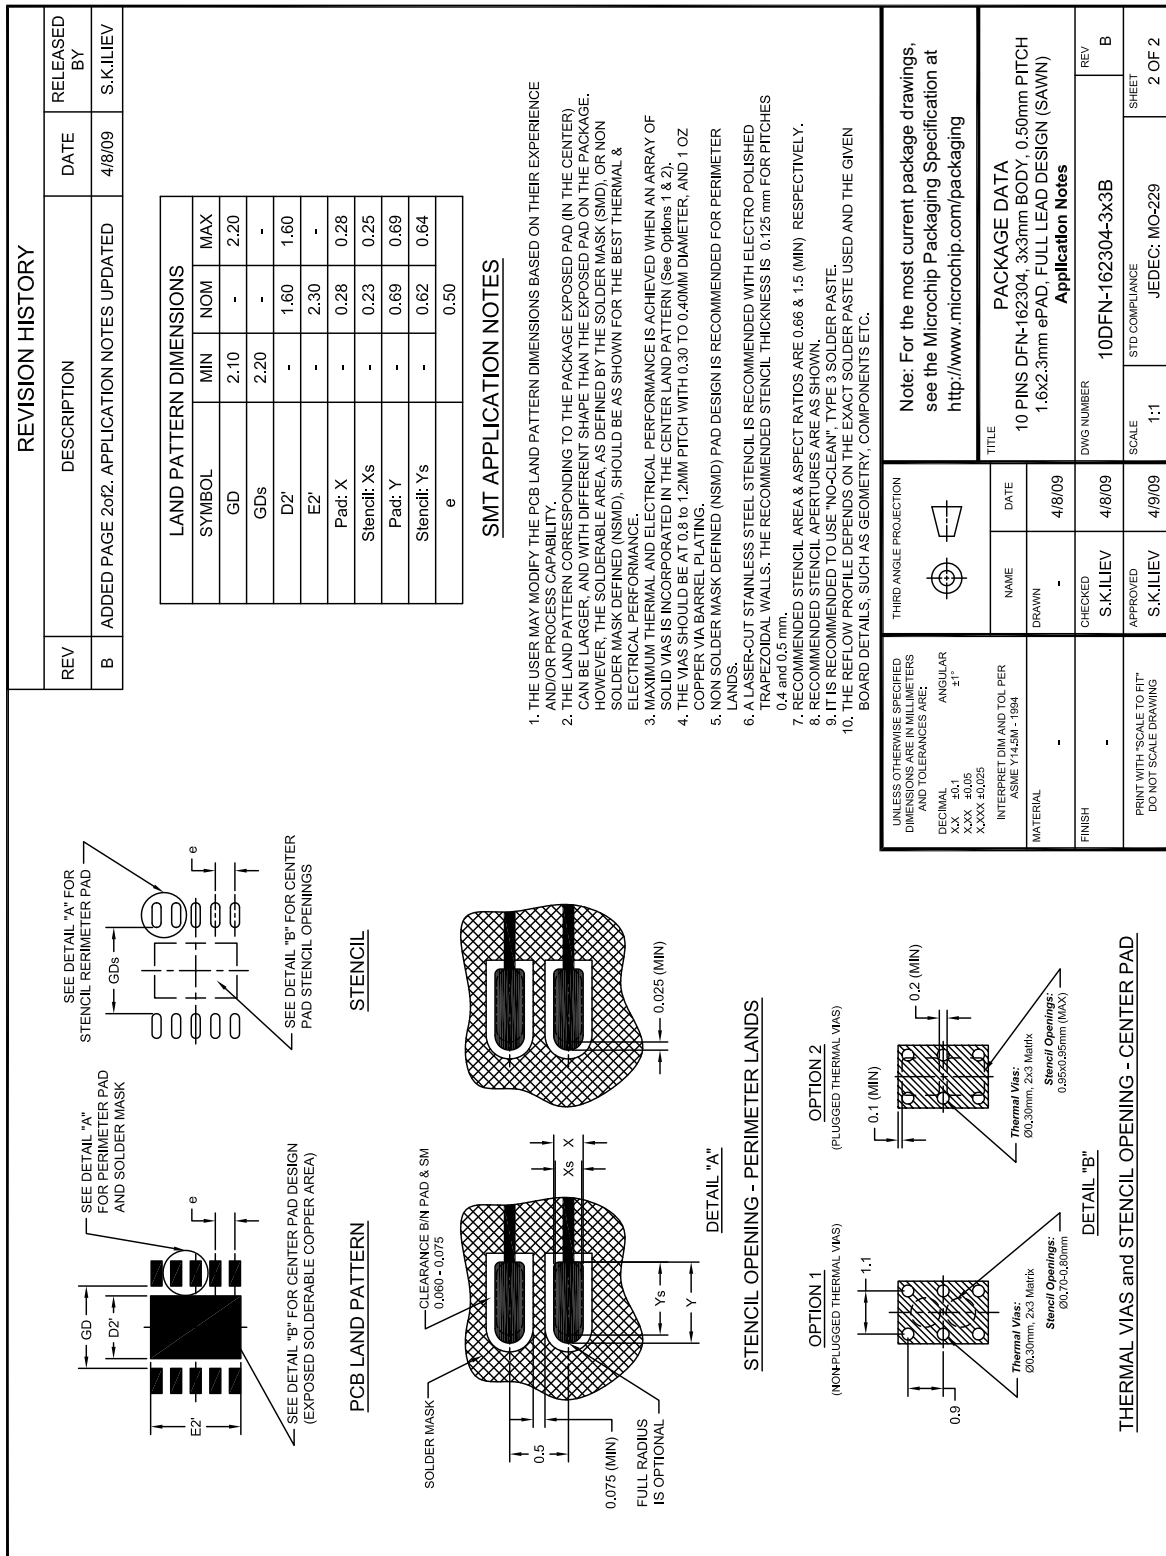 REVISION HISTORY
REV DESCRIPTION DATE RELEASED BY
B ADDED PAGE 2of2. APPLICATION NOTES UPDATED 4/8/09 S.K.ILIEV
SEE DETAIL "A"
FOR PERIMETER PAD
AND SOLDER MASK
GD
D2'
E2'
e
SEE DETAIL "B" FOR CENTER PAD DESIGN
(EXPOSED SOLDERABLE COPPER AREA)
PCB LAND PATTERN
SEE DETAIL "A" FOR
STENCIL RERIMETER PAD
GDs
e
SEE DETAIL "B" FOR CENTER
PAD STENCIL OPENINGS
STENCIL
LAND PATTERN DIMENSIONS
SYMBOL MIN NOM MAX
GD 2.10 - 2.20
GDs 2.20 - -
D2' - 1.60 1.60
E2' - 2.30 -
Pad: X - 0.28 0.28
Stencil: Xs - 0.23 0.25
Pad: Y - 0.69 0.69
Stencil: Ys - 0.62 0.64
e 0.50
SOLDER MASK
CLEARANCE B/N PAD & SM
0.060 - 0.075
0.5
0.075 (MIN)
FULL RADIUS
IS OPTIONAL
Ys
Y
Xs
X
0.025 (MIN)
DETAIL "A"
STENCIL OPENING - PERIMETER LANDS
SMT APPLICATION NOTES
1. THE USER MAY MODIFY THE PCB LAND PATTERN DIMENSIONS BASED ON THEIR EXPERIENCE
AND/OR PROCESS CAPABILITY.
2. THE LAND PATTERN CORRESPONDING TO THE PACKAGE EXPOSED PAD (IN THE CENTER)
CAN BE LARGER, AND WITH DIFFERENT SHAPE THAN THE EXPOSED PAD ON THE PACKAGE.
HOWEVER, THE SOLDERABLE AREA, AS DEFINED BY THE SOLDER MASK (SMD), OR NON
SOLDER MASK DEFINED (NSMD), SHOULD BE AS SHOWN FOR THE BEST THERMAL &
ELECTRICAL PERFORMANCE.
3. MAXIMUM THERMAL AND ELECTRICAL PERFORMANCE IS ACHIEVED WHEN AN ARRAY OF
SOLID VIAS IS INCORPORATED IN THE CENTER LAND PATTERN (See Options 1 & 2).
4. THE VIAS SHOULD BE AT 0.8 to 1.2MM PITCH WITH 0.30 TO 0.40MM DIAMETER, AND 1 OZ
COPPER VIA BARREL PLATING.
5. NON SOLDER MASK DEFINED (NSMD) PAD DESIGN IS RECOMMENDED FOR PERIMETER
LANDS.
6. A LASER-CUT STAINLESS STEEL STENCIL IS RECOMMENDED WITH ELECTRO POLISHED
TRAPEZOIDAL WALLS. THE RECOMMENDED STENCIL THICKNESS IS 0.125 mm FOR PITCHES
0.4 and 0.5 mm.
7. RECOMMENDED STENCIL AREA & ASPECT RATIOS ARE 0.66 & 1.5 (MIN) RESPECTIVELY.
8. RECOMMENDED STENCIL APERTURES ARE AS SHOWN.
9. IT IS RECOMMENDED TO USE "NO-CLEAN", TYPE 3 SOLDER PASTE.
10. THE REFLOW PROFILE DEPENDS ON THE EXACT SOLDER PASTE USED AND THE GIVEN
BOARD DETAILS, SUCH AS GEOMETRY, COMPONENTS ETC.
OPTION 1
(NON-PLUGGED THERMAL VIAS)
1.1
0.9
Thermal Vias:
Ø0.30mm, 2x3 Matrix
Stencil Openings:
Ø0.70-0.80mm
OPTION 2
(PLUGGED THERMAL VIAS)
0.1 (MIN)
0.2 (MIN)
Thermal Vias:
Ø0.30mm, 2x3 Matrix
Stencil Openings:
0.95x0.95mm (MAX)
DETAIL "B"
THERMAL VIAS and STENCIL OPENING - CENTER PAD
UNLESS OTHERWISE SPECIFIED
DIMENSIONS ARE IN MILLIMETERS
AND TOLERANCES ARE:
DECIMAL ANGULAR
X.X ±0.1 ±1°
X.XX ±0.05
X.XXX ±0.025
INTERPRET DIM AND TOL PER
ASME Y14.5M - 1994
MATERIAL
-
FINISH
-
PRINT WITH "SCALE TO FIT"
DO NOT SCALE DRAWING
THIRD ANGLE PROJECTION
NAME DATE
DRAWN
- 4/8/09
CHECKED
S.K.ILIEV 4/8/09
APPROVED
S.K.ILIEV 4/9/09
Note: For the most current package drawings,
see the Microchip Packaging Specification at
http://www.microchip.com/packaging
TITLE
PACKAGE DATA
10 PINS DFN-162304, 3x3mm BODY, 0.50mm PITCH
1.6x2.3mm ePAD, FULL LEAD DESIGN (SAWN)
Application Notes
DWG NUMBER
10DFN-162304-3x3B
REV
B
SCALE
1:1
STD COMPLIANCE
JEDEC: MO-229
SHEET
2 OF 2